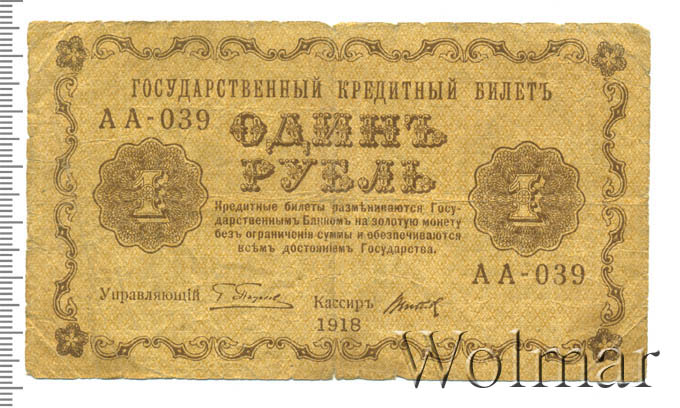 ГОСУДАРСТВЕННЫЙ КРЕДИТНЫЙ БИЛЕТЪ
АА-039
ОДИНЪ
РУБЛЬ
1
1
Кредитные билеты размѣниваются Госу-
дарственнымъ Банкомъ на золотую монету
безъ ограниченія суммы и обезпечиваются
всѣмъ достояніемъ Государства.
АА-039
Управляющій
Кассиръ
1918
Wolmar